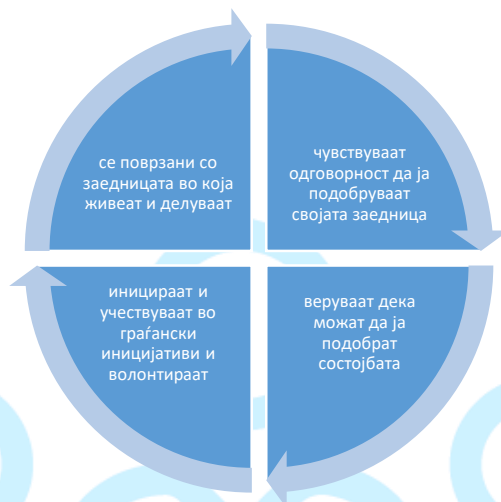 се поврзани со
заедницата во која
живеат и делуваат
чувствуваат
одговорност да ја
подобруваат
својата заедница
веруваат дека
можат да ја
подобрат
состојбата
иницираат и
учествуваат во
граѓански
иницијативи и
волонтираат